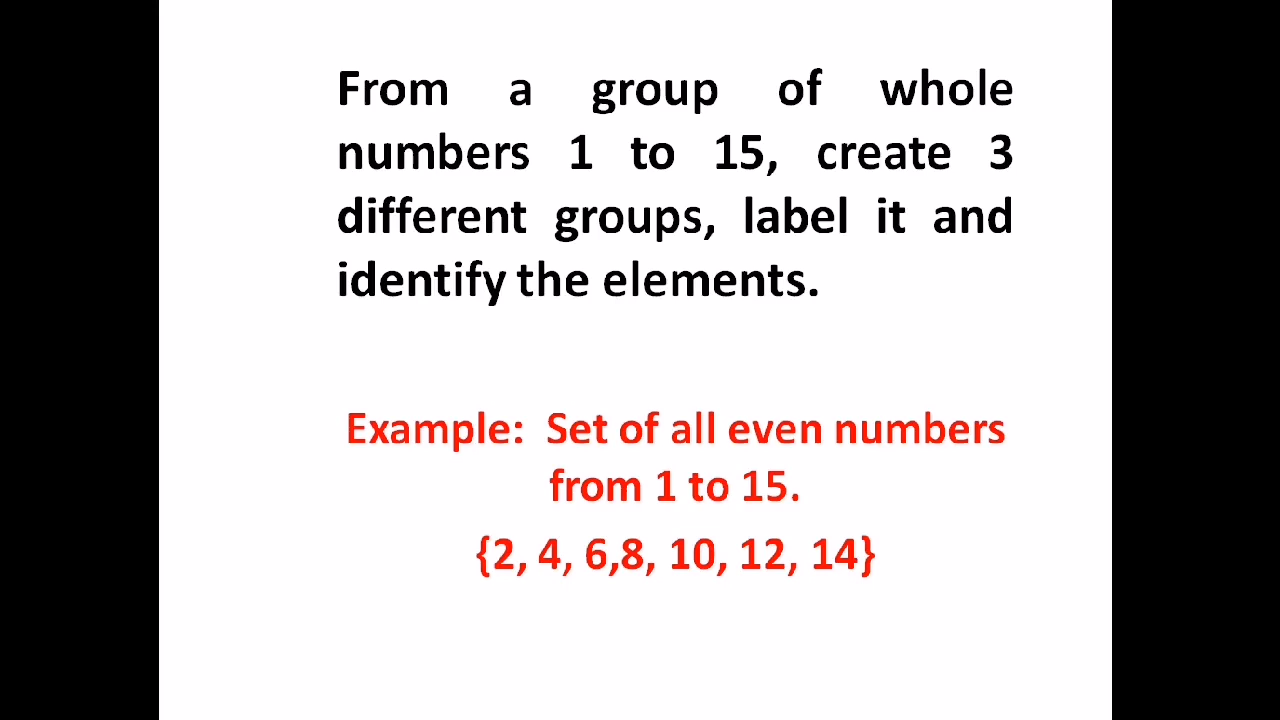 From a group of whole
numbers 1 to 15, create 3
different groups, label it and
identify the elements.
Example: Set of all even numbers
from 1 to 15.
{2, 4, 6,8, 10, 12, 14}